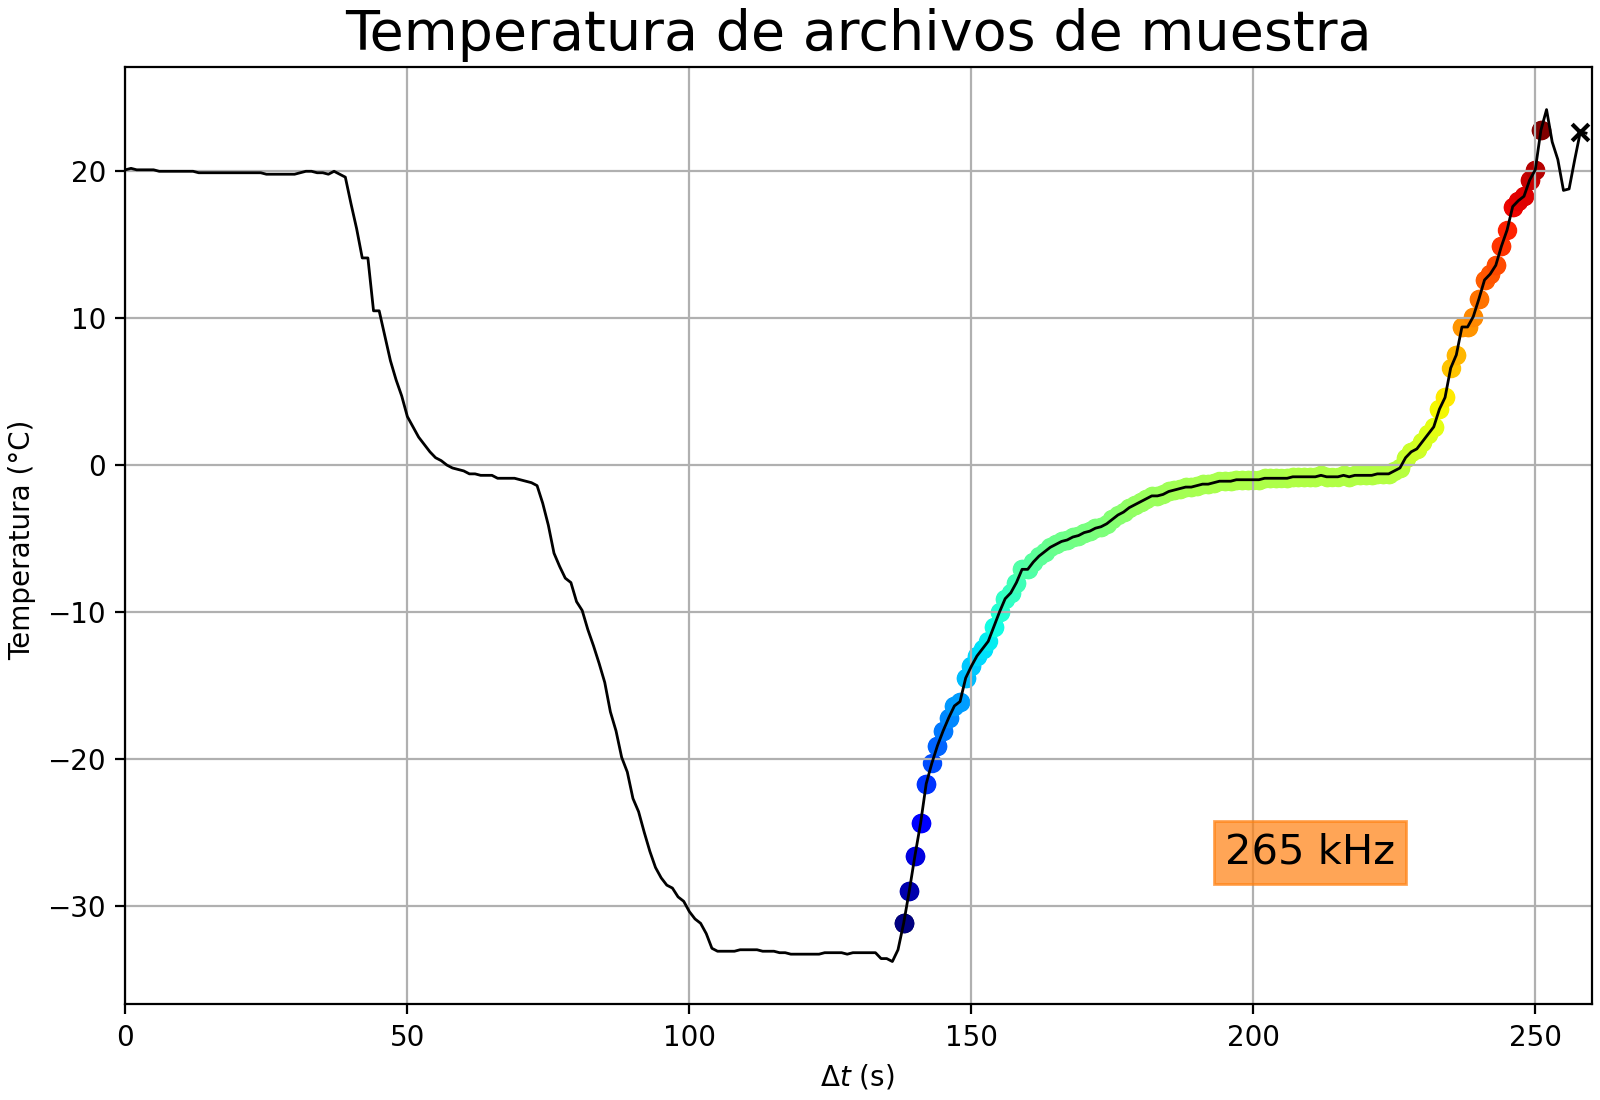 Temperatura de archivos de muestra
Temperatura (°C)
20
10
0
−10
−20
−30
265 kHz
0 50 100 150 200 250
Δt (s)